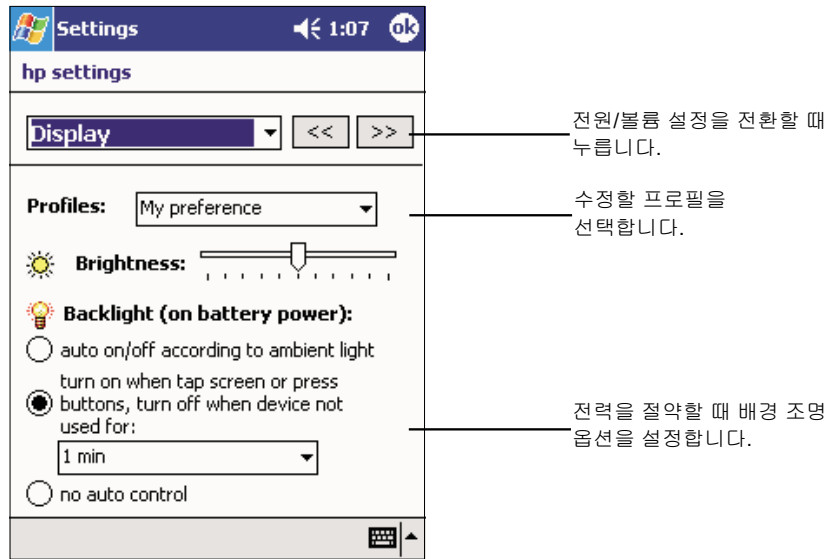 Settings 1:07 ok
hp settings
Display << >>
전원/볼륨 설정을 전환할 때
누릅니다.
Profiles: My preference
수정할 프로필을
선택합니다.
Brightness:
Backlight (on battery power):
auto on/off according to ambient light
turn on when tap screen or press
buttons, turn off when device not
used for:
1 min
전력을 절약할 때 배경 조명
옵션을 설정합니다.
no auto control